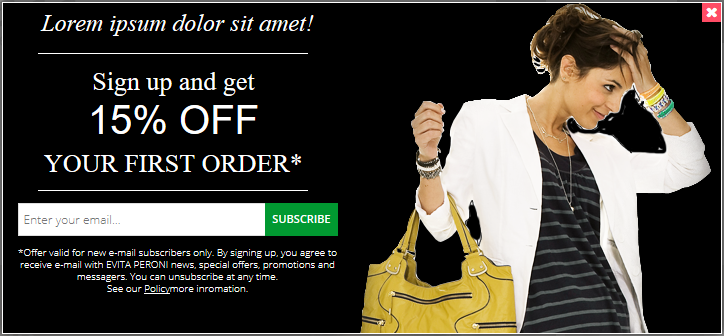 Lorem ipsum dolor sit amet!
Sign up and get
15% OFF
YOUR FIRST ORDER*
Enter your email...
SUBSCRIBE
*Offer valid for new e-mail subscribers only. By signing up, you agree to
receive e-mail with EVITA PERONI news, special offers, promotions and
messagers. You can unsubscribe at any time.
See our Policymore inromation.